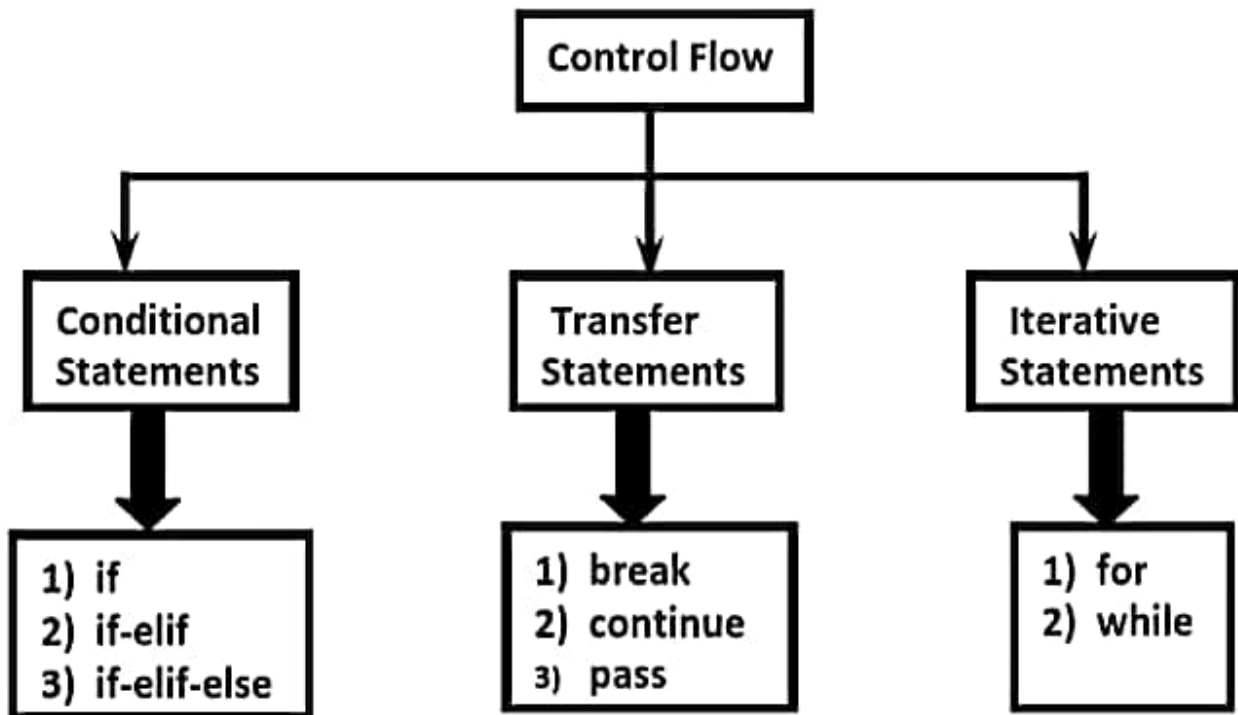 Control Flow
Conditional
Statements
Transfer
Statements
Iterative
Statements
1) if
2) if-elif
3) if-elif-else
1) break
2) continue
3) pass
1) for
2) while